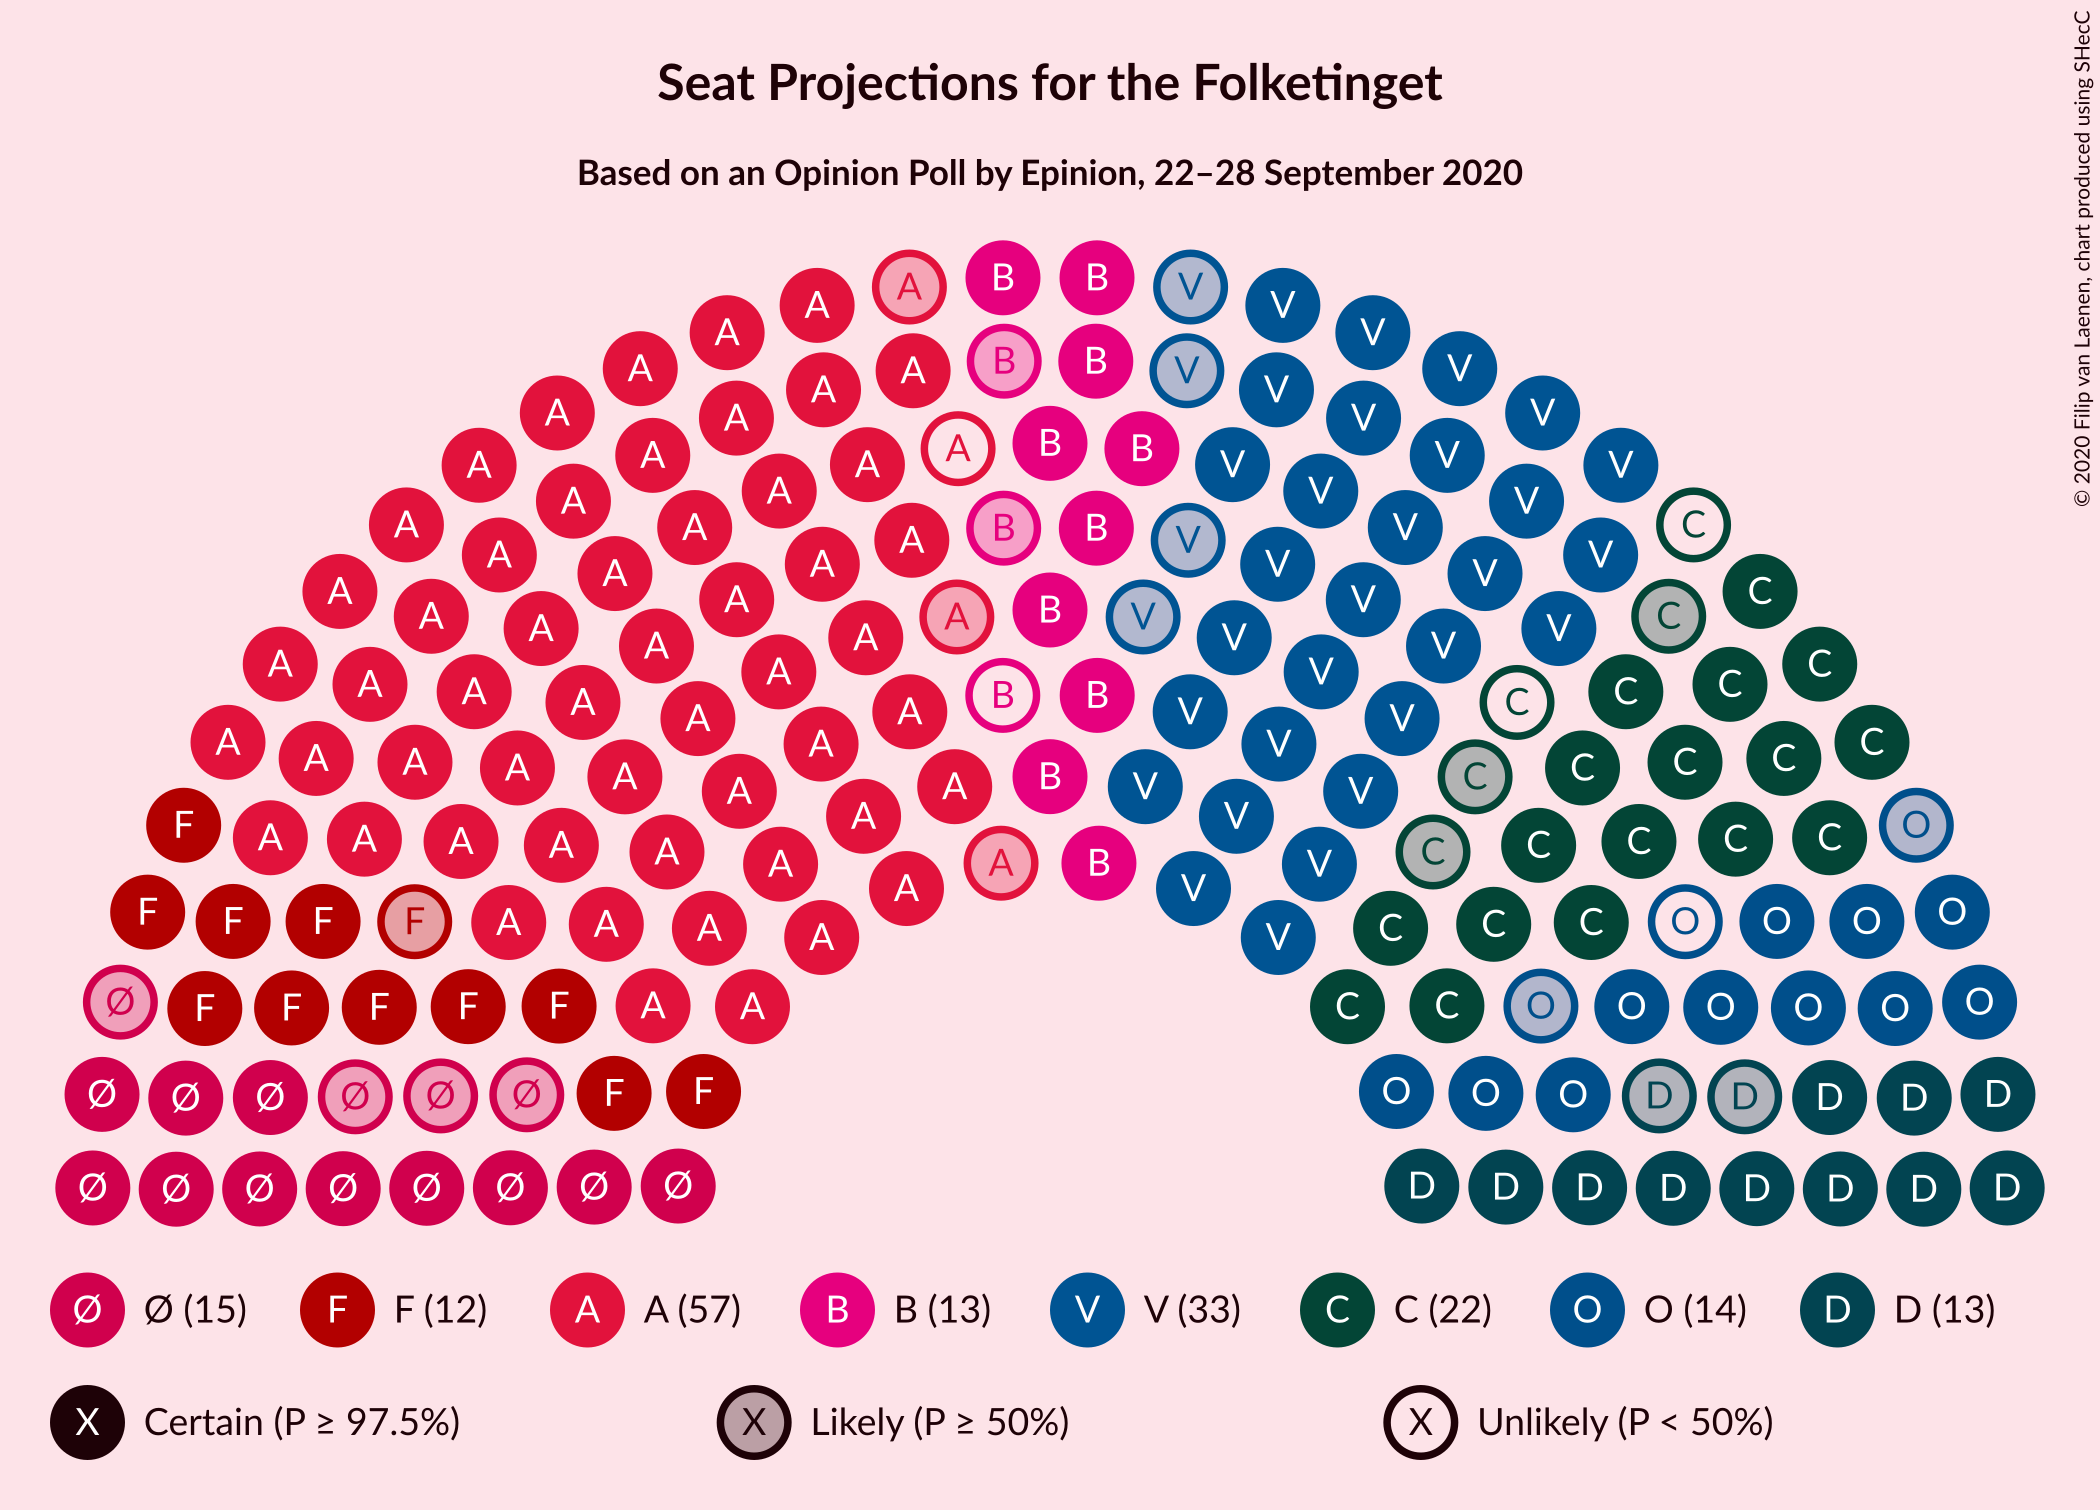 Seat Projections for the Folketinget
Based on an Opinion Poll by Epinion, 22–28 September 2020
© 2020 Filip van Laenen, chart produced using SHecC
A B B V
A A V V
A A B B V V
A A V V
A A A B B V V V
A A A V V V
A A A B B V V C
A A A V V V
A A A A B V V V C C
A A A V V V
A A A A B B V V C C C
A A A A V V V C C
A A A A A B V V V C C C C
F A A A A A A V V C C C C C O
A A A A B V V C
F F F F A A A A V C C C O O O O
Ø F F F F F A A C C O O O O O O
Ø Ø Ø Ø Ø Ø F F O O O D D D D D
Ø Ø Ø Ø Ø Ø Ø Ø D D D D D D D D
Ø Ø (15) F F (12) A A (57) B B (13) V V (33) C C (22) O O (14) D D (13)
X Certain (P ≥ 97.5%) X Likely (P ≥ 50%) X Unlikely (P < 50%)